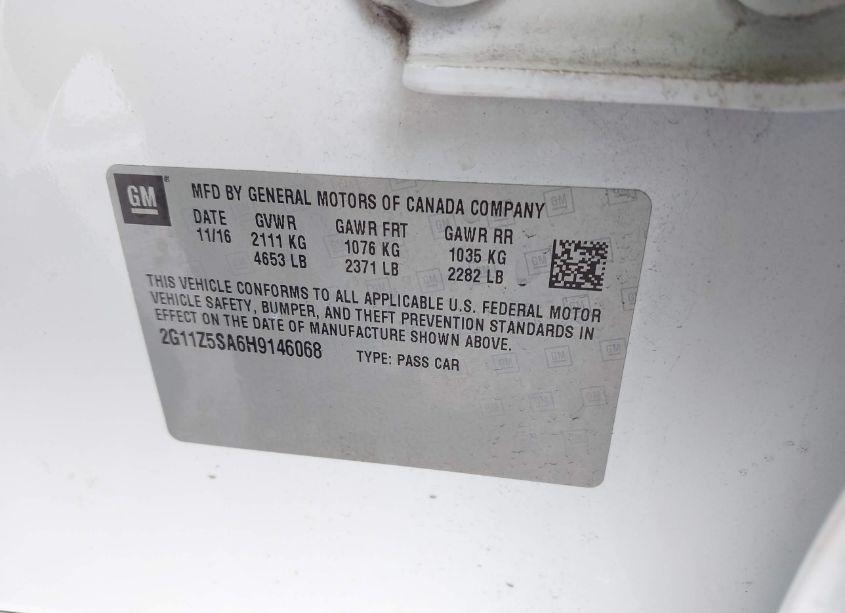 GM
MFD BY GENERAL MOTORS OF CANADA COMPANY
DATE GVWR GAWR FRT GAWR RR
11/16 2111 KG 1076 KG 1035 KG
4653 LB 2371 LB 2282 LB
THIS VEHICLE CONFORMS TO ALL APPLICABLE U.S. FEDERAL MOTOR
VEHICLE SAFETY, BUMPER, AND THEFT PREVENTION STANDARDS IN
EFFECT ON THE DATE OF MANUFACTURE SHOWN ABOVE.
2G11Z5SA6H9146068 TYPE: PASS CAR